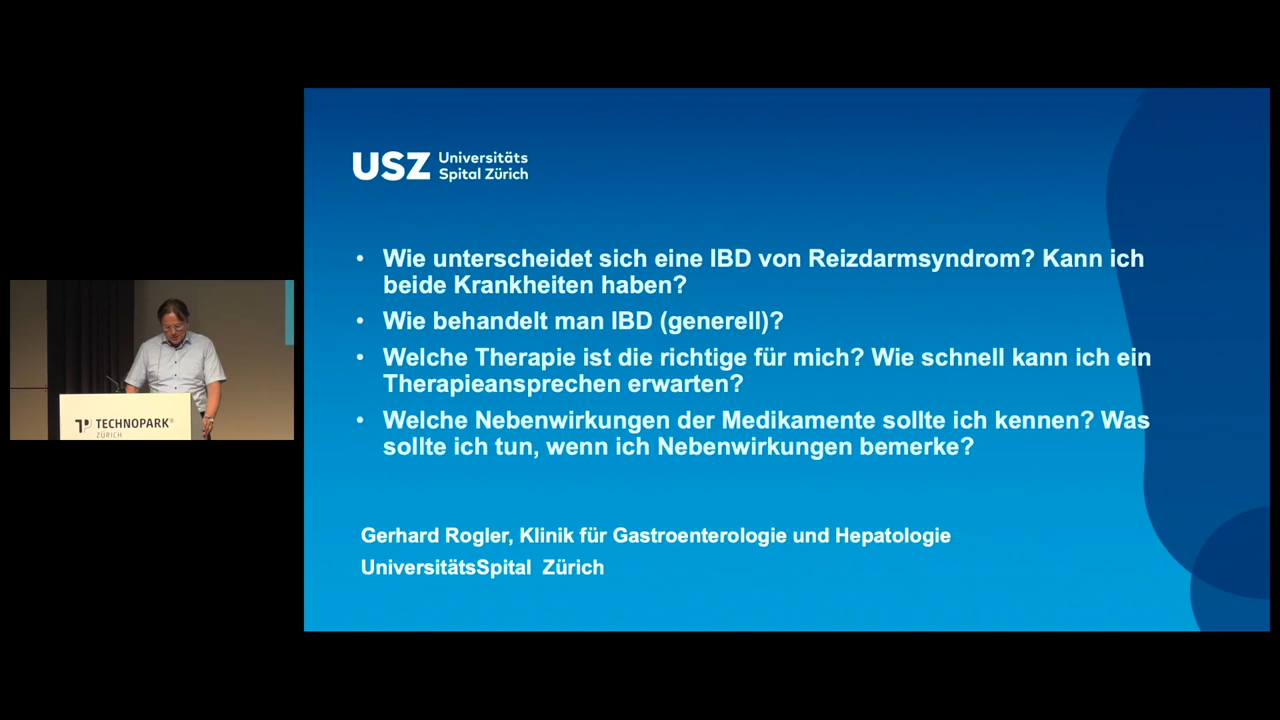 USZ Universitäts
Spital Zürich
• Wie unterscheidet sich eine IBD von Reizdarmsyndrom? Kann ich
beide Krankheiten haben?
• Wie behandelt man IBD (generell)?
• Welche Therapie ist die richtige für mich? Wie schnell kann ich ein
Therapieansprechen erwarten?
• Welche Nebenwirkungen der Medikamente sollte ich kennen? Was
sollte ich tun, wenn ich Nebenwirkungen bemerke?
Gerhard Rogler, Klinik für Gastroenterologie und Hepatologie
UniversitätsSpital Zürich
TECHNOPARK®
ZÜRICH